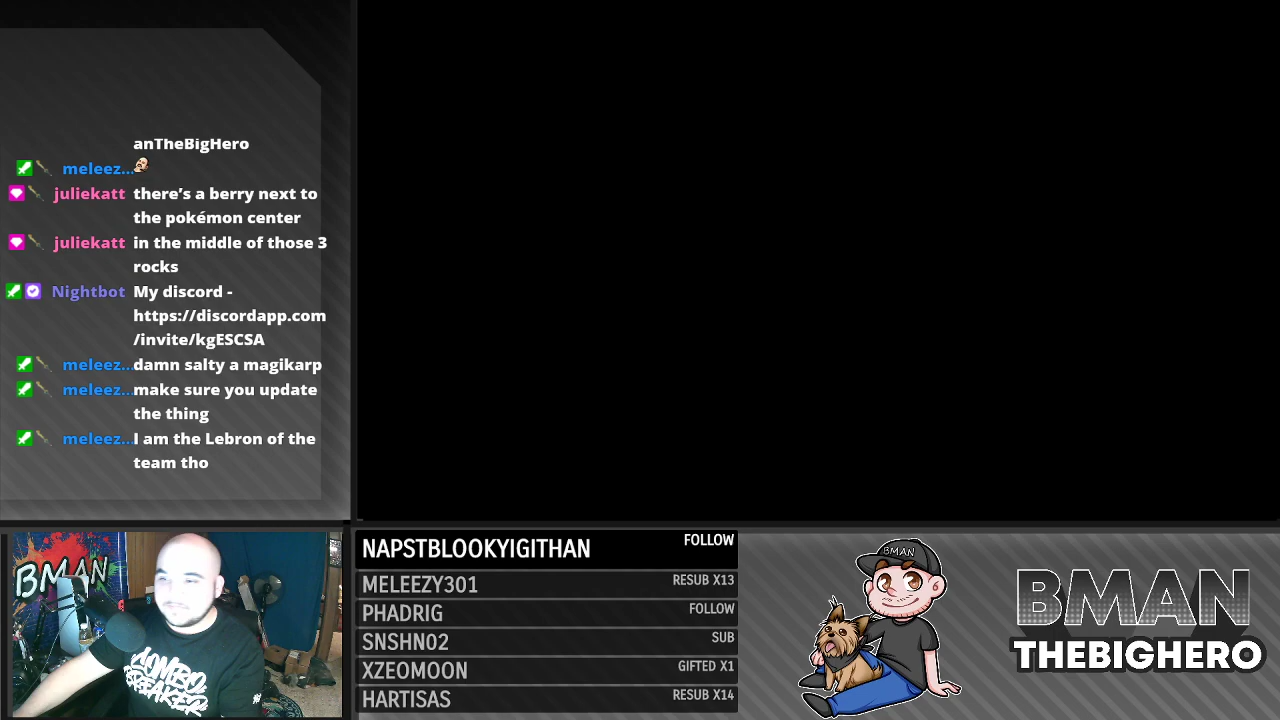 anTheBigHero
meleez...
juliekatt there's a berry next to
the pokémon center
juliekatt in the middle of those 3
rocks
Nightbot My discord -
https://discordapp.com
/invite/kgESCSA
meleez... damn salty a magikarp
meleez... make sure you update
the thing
meleez... I am the Lebron of the
team tho
BMAN
COMBO
BREAKER
NAPSTBLOOKYIGITHAN FOLLOW
MELEEZY301 RESUB X13
PHADRIG FOLLOW
SNSHN02 SUB
XZEOMOON GIFTED X1
HARTISAS RESUB X14
BMAN
BMAN
THEBIGHERO